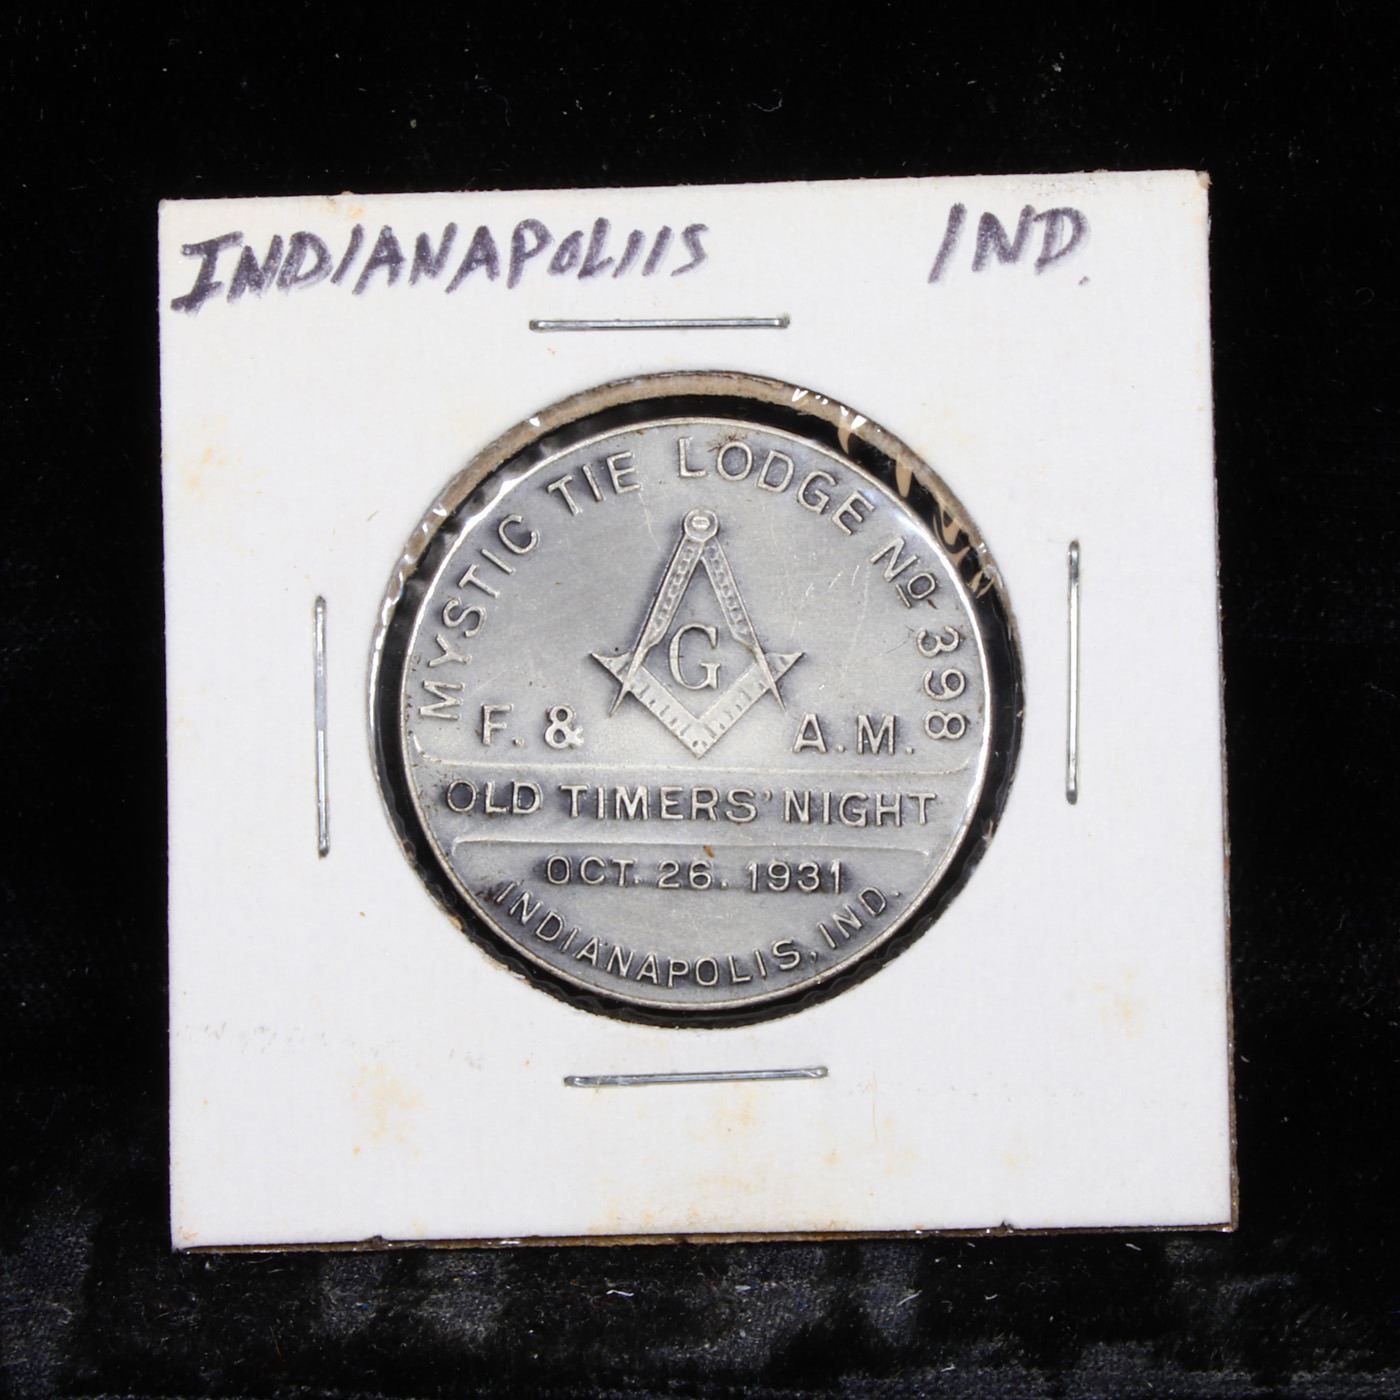 INDIANAPOLIIS IND.
MYSTIC TIE LODGE NO 398
G
F. & A.M.
OLD TIMERS' NIGHT
OCT. 26. 1931
INDIANAPOLIS, IND.